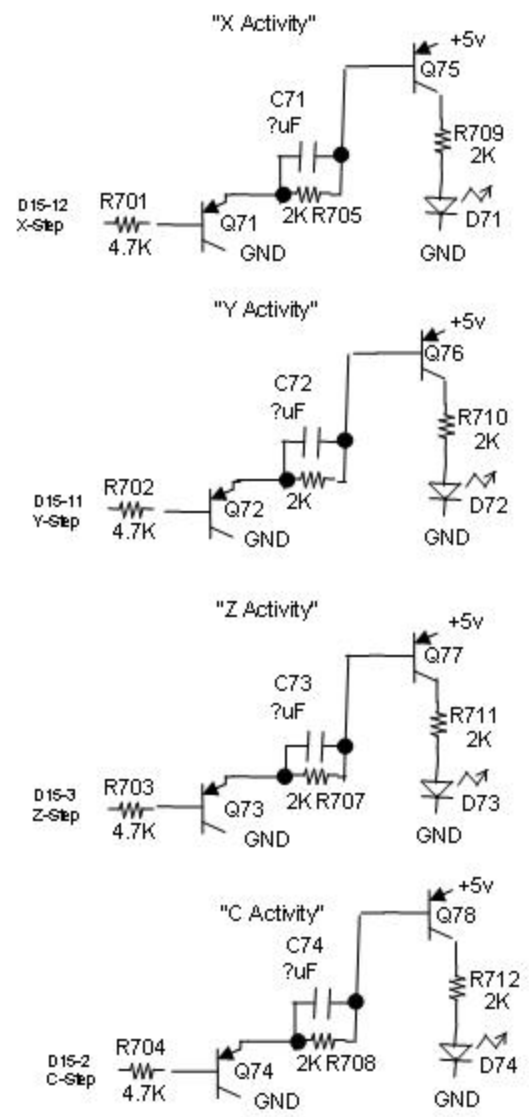 "X Activity"
+5v
Q75
C71
?uF
R709
2K
D15-12
X-Step
R701
4.7K
Q71
2K R705
D71
GND
GND
"Y Activity"
+5v
Q76
C72
?uF
R710
2K
D15-11
Y-Step
R702
4.7K
Q72
2K
D72
GND
GND
"Z Activity"
+5v
Q77
C73
?uF
R711
2K
D15-3
Z-Step
R703
4.7K
Q73
2K R707
D73
GND
GND
"C Activity"
+5v
Q78
C74
?uF
R712
2K
D15-2
C-Step
R704
4.7K
Q74
2K R708
D74
GND
GND